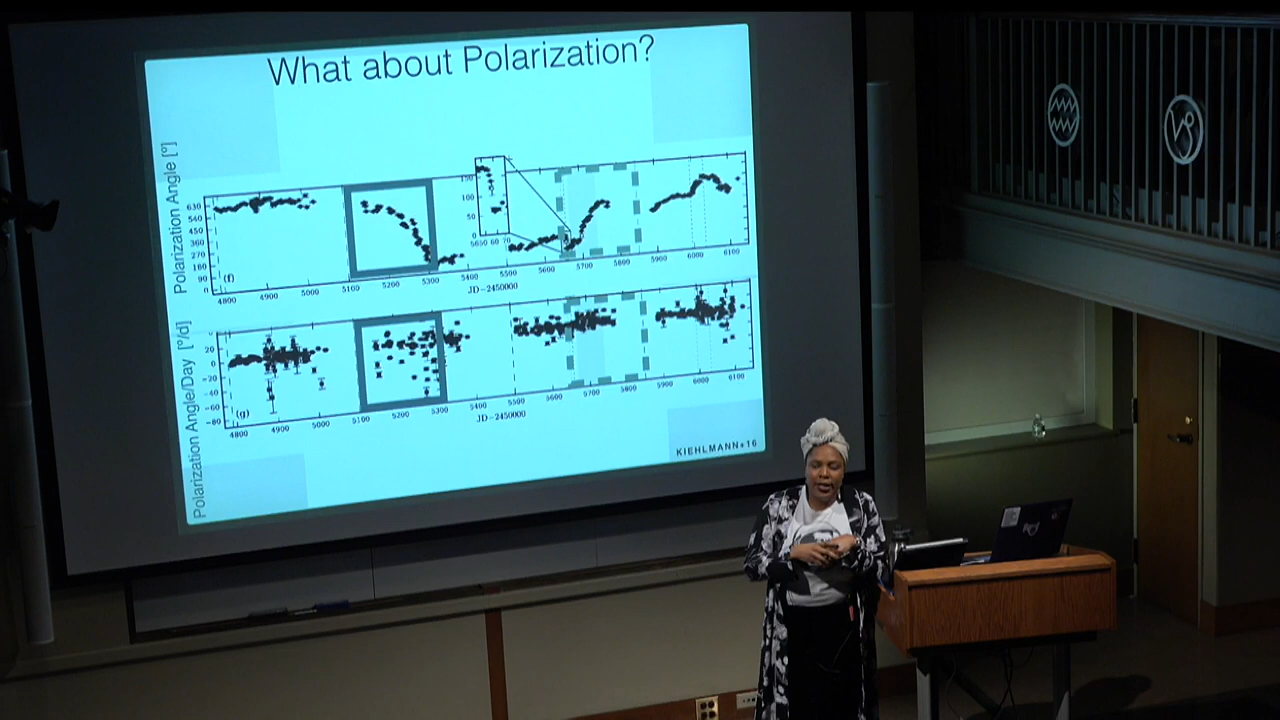 What about Polarization?
Polarization Angle [°]
630
540
450
360
270
180
90
0
(f)
150
100
50
0
5650 60 70
4800 4900 5000 5100 5200 5300 5400 5500 5600 5700 5800 5900 6000 6100
JD-2450000
Polarization Angle/Day [°/d]
20
0
-20
-40
-60
-80
(g)
4800 4900 5000 5100 5200 5300 5400 5500 5600 5700 5800 5900 6000 6100
JD-2450000
KIEHLMANN+16